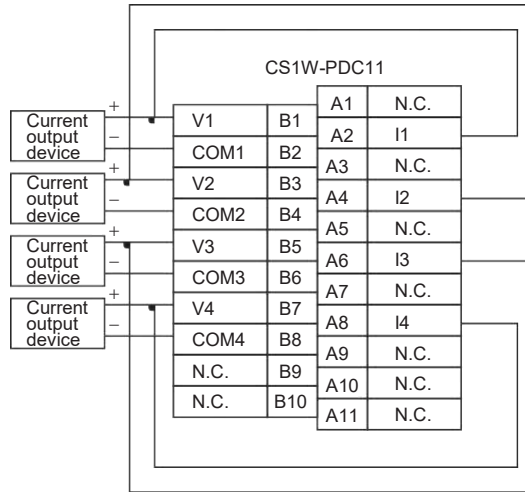 CS1W-PDC11
+
Current
output
device
−
+
Current
output
device
−
+
Current
output
device
−
+
Current
output
device
−
V1 B1
COM1 B2
V2 B3
COM2 B4
V3 B5
COM3 B6
V4 B7
COM4 B8
N.C. B9
N.C. B10
A1 N.C.
A2 I1
A3 N.C.
A4 I2
A5 N.C.
A6 I3
A7 N.C.
A8 I4
A9 N.C.
A10 N.C.
A11 N.C.